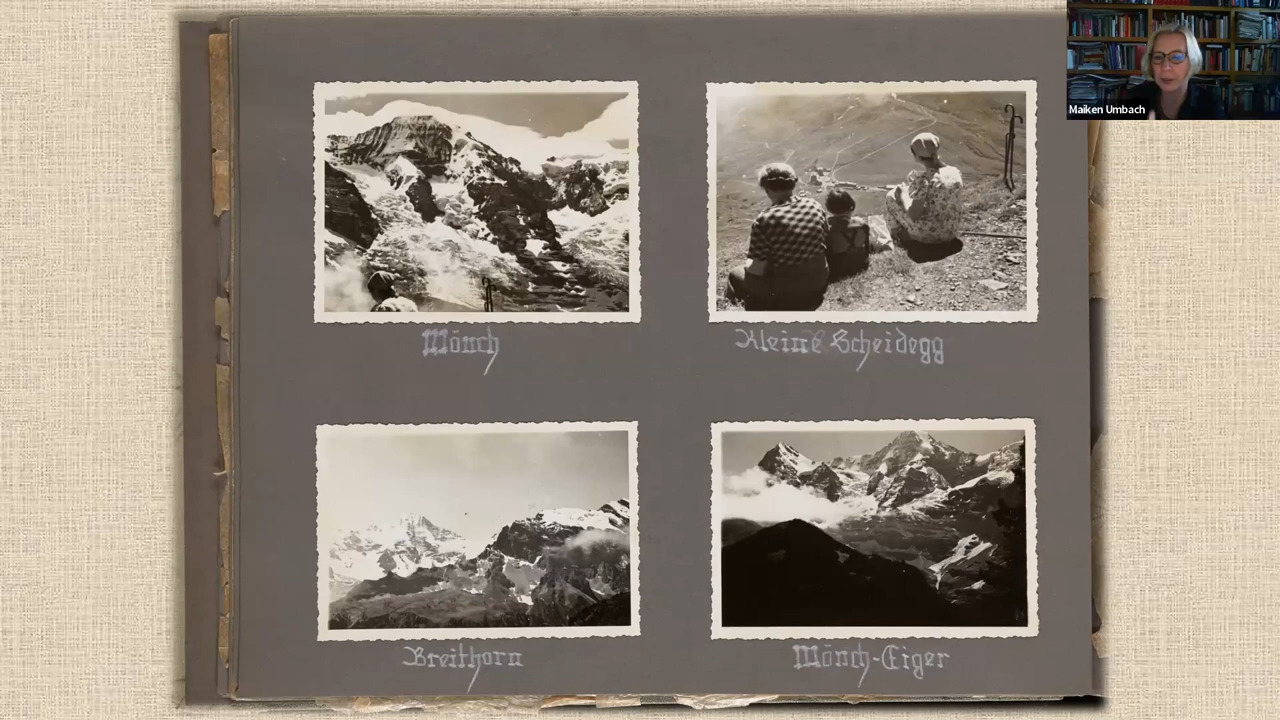 Maiken Umbach
Mönch
Kleine Scheidegg
Breithorn
Mönch-Eiger